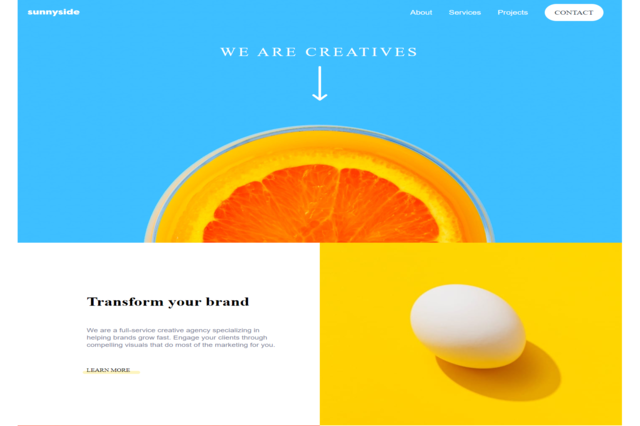 sunnyside
About Services Projects CONTACT
WE ARE CREATIVES
Transform your brand
We are a full-service creative agency specializing in
helping brands grow fast. Engage your clients through
compelling visuals that do most of the marketing for you.
LEARN MORE